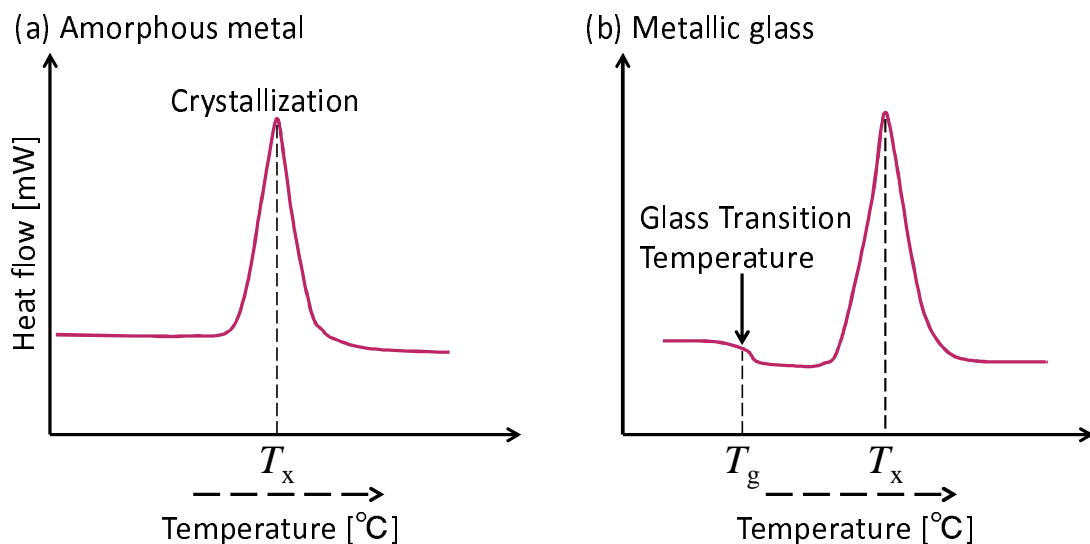 (a) Amorphous metal
Crystallization
Heat flow [mW]
Tx
Temperature [℃]
(b) Metallic glass
Glass Transition
Temperature
Tg
Tx
Temperature [℃]